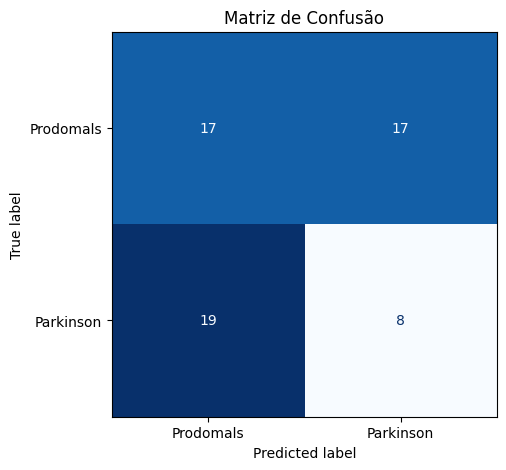 Matriz de Confusão
Prodomals
17
17
True label
Parkinson
19
8
Prodomals
Parkinson
Predicted label